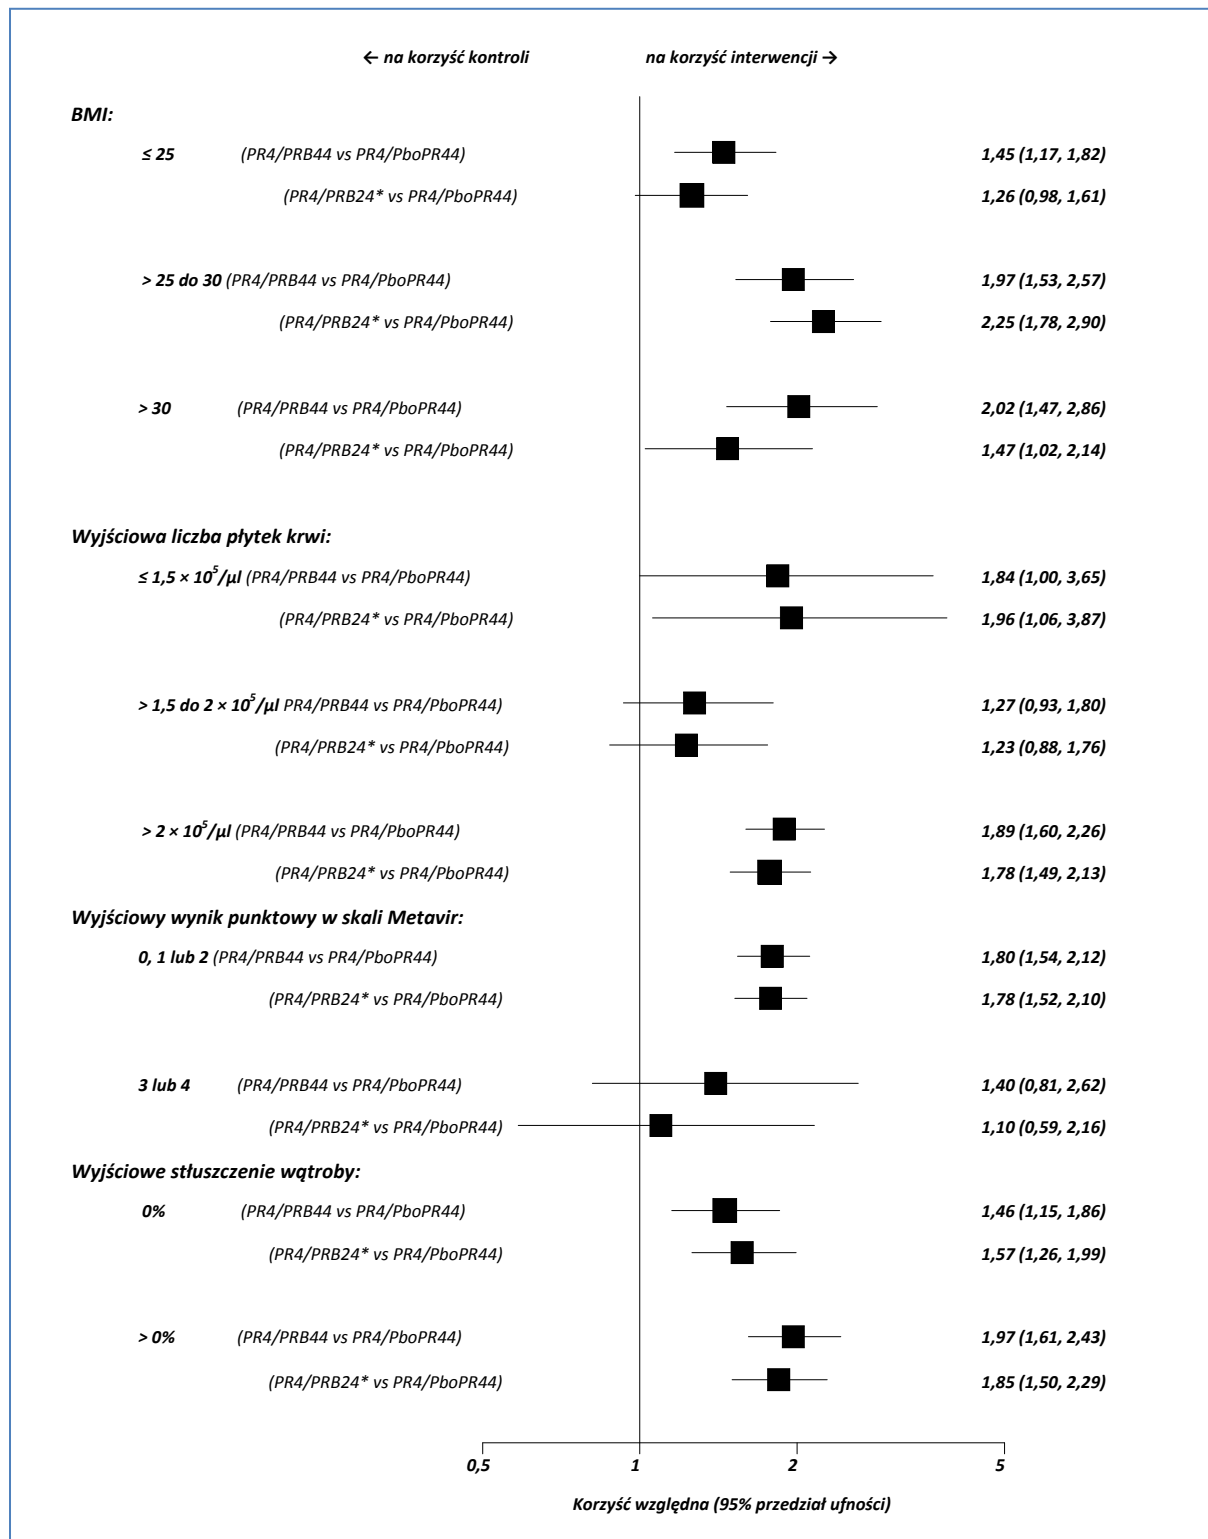 ← na korzyść kontroli na korzyść interwencji →
BMI:
≤ 25 (PR4/PRB44 vs PR4/PboPR44) 1,45 (1,17, 1,82)
(PR4/PRB24* vs PR4/PboPR44) 1,26 (0,98, 1,61)
> 25 do 30 (PR4/PRB44 vs PR4/PboPR44) 1,97 (1,53, 2,57)
(PR4/PRB24* vs PR4/PboPR44) 2,25 (1,78, 2,90)
> 30 (PR4/PRB44 vs PR4/PboPR44) 2,02 (1,47, 2,86)
(PR4/PRB24* vs PR4/PboPR44) 1,47 (1,02, 2,14)
Wyjściowa liczba płytek krwi:
≤ 1,5 × 10⁵/µl (PR4/PRB44 vs PR4/PboPR44) 1,84 (1,00, 3,65)
(PR4/PRB24* vs PR4/PboPR44) 1,96 (1,06, 3,87)
> 1,5 do 2 × 10⁵/µl PR4/PRB44 vs PR4/PboPR44) 1,27 (0,93, 1,80)
(PR4/PRB24* vs PR4/PboPR44) 1,23 (0,88, 1,76)
> 2 × 10⁵/µl (PR4/PRB44 vs PR4/PboPR44) 1,89 (1,60, 2,26)
(PR4/PRB24* vs PR4/PboPR44) 1,78 (1,49, 2,13)
Wyjściowy wynik punktowy w skali Metavir:
0, 1 lub 2 (PR4/PRB44 vs PR4/PboPR44) 1,80 (1,54, 2,12)
(PR4/PRB24* vs PR4/PboPR44) 1,78 (1,52, 2,10)
3 lub 4 (PR4/PRB44 vs PR4/PboPR44) 1,40 (0,81, 2,62)
(PR4/PRB24* vs PR4/PboPR44) 1,10 (0,59, 2,16)
Wyjściowe stłuszczenie wątroby:
0% (PR4/PRB44 vs PR4/PboPR44) 1,46 (1,15, 1,86)
(PR4/PRB24* vs PR4/PboPR44) 1,57 (1,26, 1,99)
> 0% (PR4/PRB44 vs PR4/PboPR44) 1,97 (1,61, 2,43)
(PR4/PRB24* vs PR4/PboPR44) 1,85 (1,50, 2,29)
0,5 1 2 5
Korzyść względna (95% przedział ufności)